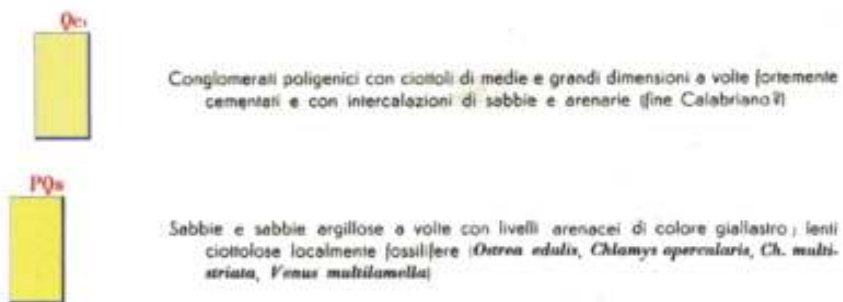 Qc₁
Conglomerati poligenici con ciottoli di medie e grandi dimensioni a volte fortemente
cementati e con intercalazioni di sabbie e arenarie (fine Calabriano?)
PQs
Sabbie e sabbie argillose a volte con livelli arenacei di colore giallastro; lenti
ciottolose localmente fossilifere (Ostrea edulis, Chlamys opercularis, Ch. multi-
striata, Venus multilamella)